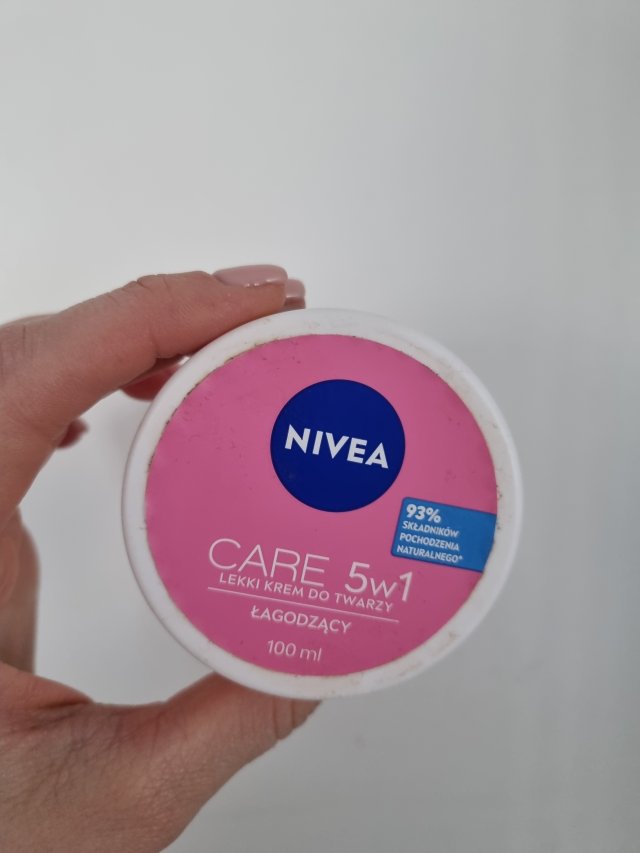 NIVEA
93%
SKŁADNIKÓW
POCHODZENIA
NATURALNEGO*
CARE 5w1
LEKKI KREM DO TWARZY
ŁAGODZĄCY
100 ml